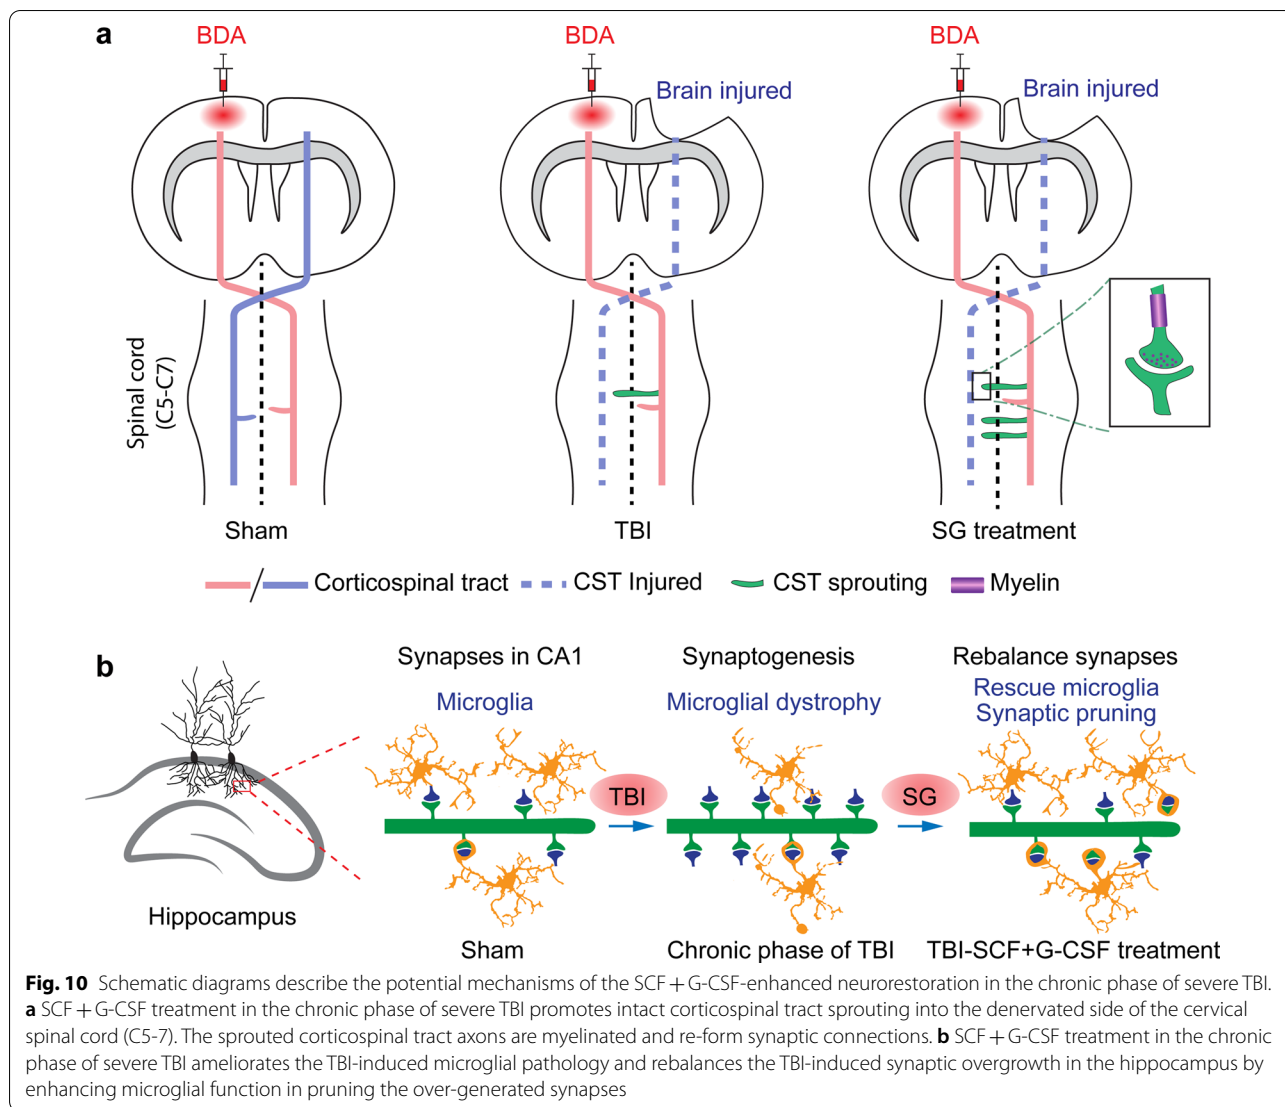 a
BDA
BDA
BDA
Brain injured
Brain injured
Spinal cord
(C5-C7)
Sham
TBI
SG treatment
/ Corticospinal tract
CST Injured
CST sprouting
Myelin
b
Synapses in CA1
Synaptogenesis
Rebalance synapses
Microglia
Microglial dystrophy
Rescue microglia
Synaptic pruning
TBI
SG
Hippocampus
Sham
Chronic phase of TBI
TBI-SCF+G-CSF treatment
Fig. 10 Schematic diagrams describe the potential mechanisms of the SCF + G-CSF-enhanced neurorestoration in the chronic phase of severe TBI.
a SCF + G-CSF treatment in the chronic phase of severe TBI promotes intact corticospinal tract sprouting into the denervated side of the cervical
spinal cord (C5-7). The sprouted corticospinal tract axons are myelinated and re-form synaptic connections. b SCF + G-CSF treatment in the chronic
phase of severe TBI ameliorates the TBI-induced microglial pathology and rebalances the TBI-induced synaptic overgrowth in the hippocampus by
enhancing microglial function in pruning the over-generated synapses